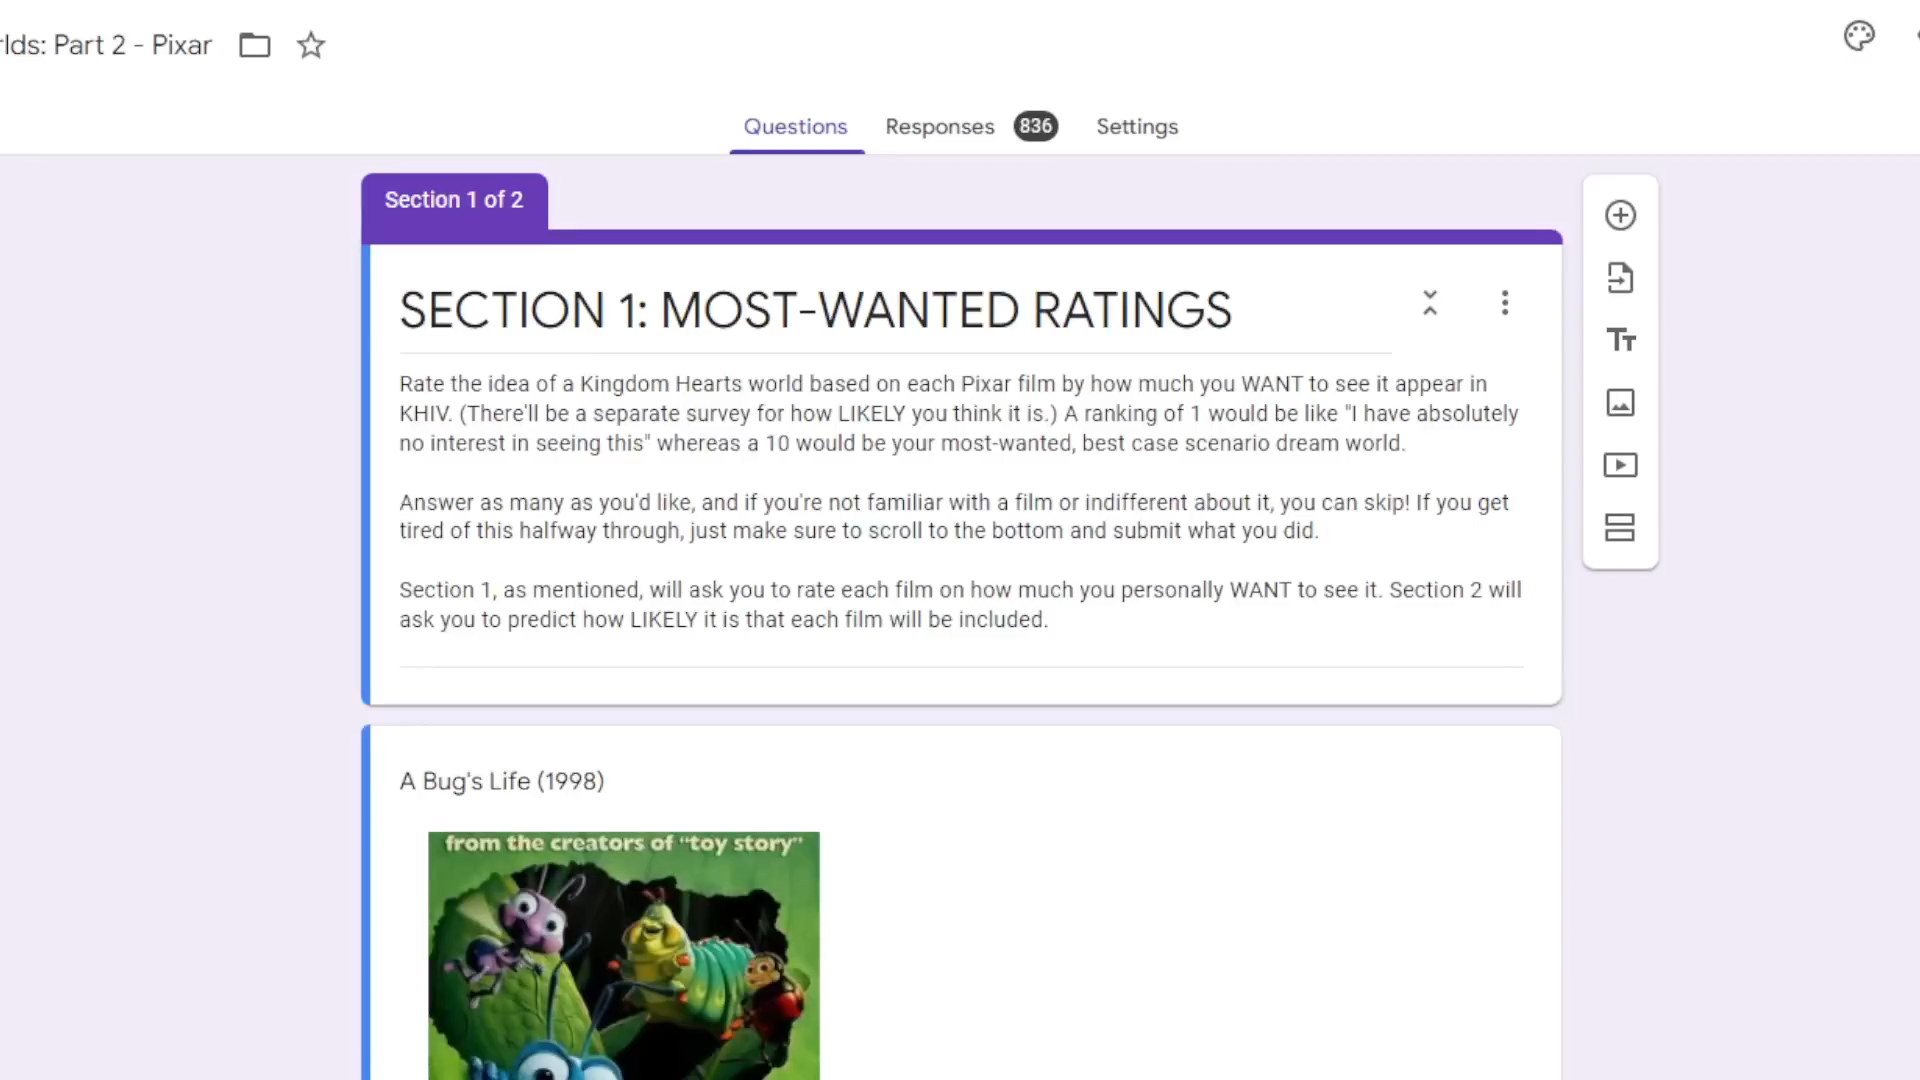 rlds: Part 2 - Pixar
Questions
Responses 836
Settings
Section 1 of 2
SECTION 1: MOST-WANTED RATINGS
Rate the idea of a Kingdom Hearts world based on each Pixar film by how much you WANT to see it appear in
KHIV. (There'll be a separate survey for how LIKELY you think it is.) A ranking of 1 would be like "I have absolutely
no interest in seeing this" whereas a 10 would be your most-wanted, best case scenario dream world.
Answer as many as you'd like, and if you're not familiar with a film or indifferent about it, you can skip! If you get
tired of this halfway through, just make sure to scroll to the bottom and submit what you did.
Section 1, as mentioned, will ask you to rate each film on how much you personally WANT to see it. Section 2 will
ask you to predict how LIKELY it is that each film will be included.
A Bug's Life (1998)
from the creators of "toy story"